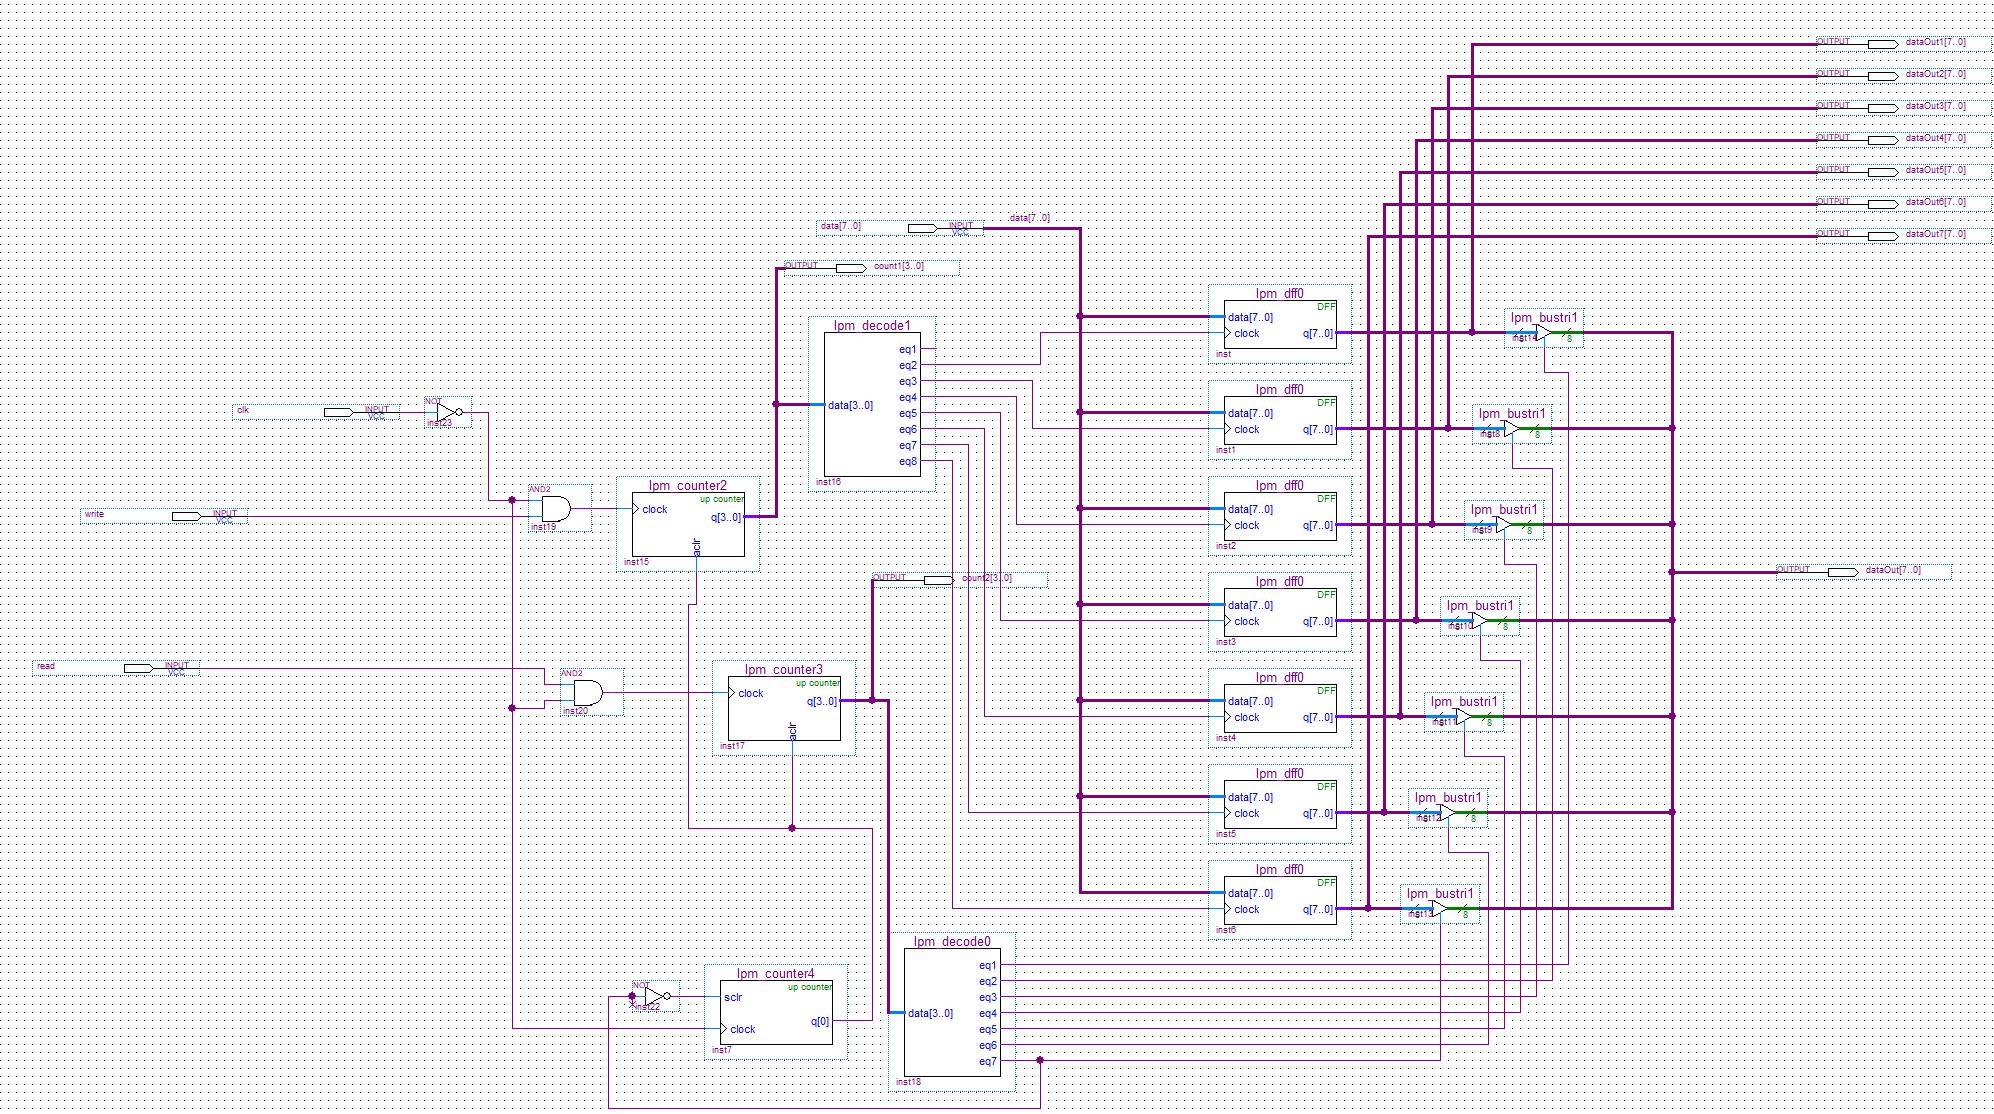 OUTPUT dataOut1[7..0]
OUTPUT dataOut2[7..0]
OUTPUT dataOut3[7..0]
OUTPUT dataOut4[7..0]
OUTPUT dataOut5[7..0]
OUTPUT dataOut6[7..0]
OUTPUT dataOut7[7..0]
data[7..0] INPUT VCC data[7..0]
OUTPUT count1[3..0]
lpm_decode1
data[3..0]
eq1
eq2
eq3
eq4
eq5
eq6
eq7
eq8
inst16
clk INPUT VCC
NOT
inst23
write INPUT VCC
AND2
inst19
lpm_counter2
up counter
clock
q[3..0]
aclr
inst15
OUTPUT count2[3..0]
read INPUT VCC
AND2
inst20
lpm_counter3
up counter
clock
q[3..0]
aclr
inst17
NOT
inst22
lpm_counter4
up counter
sclr
clock
q[0]
inst7
lpm_decode0
data[3..0]
eq1
eq2
eq3
eq4
eq5
eq6
eq7
inst18
lpm_dff0
DFF
data[7..0]
clock
q[7..0]
inst
lpm_dff0
DFF
data[7..0]
clock
q[7..0]
inst1
lpm_dff0
DFF
data[7..0]
clock
q[7..0]
inst2
lpm_dff0
DFF
data[7..0]
clock
q[7..0]
inst3
lpm_dff0
DFF
data[7..0]
clock
q[7..0]
inst4
lpm_dff0
DFF
data[7..0]
clock
q[7..0]
inst5
lpm_dff0
DFF
data[7..0]
clock
q[7..0]
inst6
lpm_bustri1
inst14
8
lpm_bustri1
inst8
8
lpm_bustri1
inst9
8
lpm_bustri1
inst10
8
lpm_bustri1
inst11
8
lpm_bustri1
inst12
8
lpm_bustri1
inst13
8
OUTPUT dataOut[7..0]